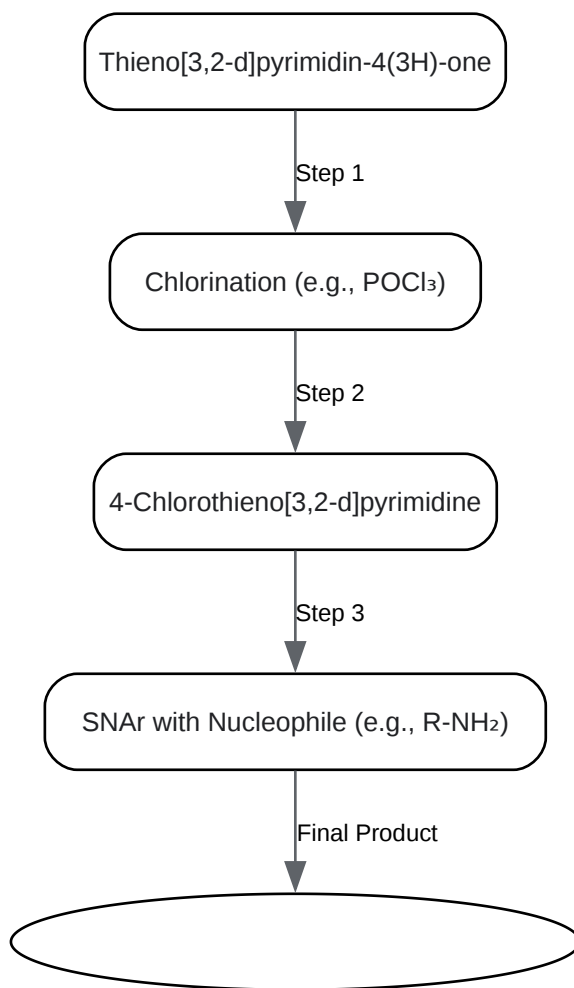 Thieno[3,2-d]pyrimidin-4(3H)-one
Step 1
Chlorination (e.g., POCl₃)
Step 2
4-Chlorothieno[3,2-d]pyrimidine
Step 3
SNAr with Nucleophile (e.g., R-NH₂)
Final Product